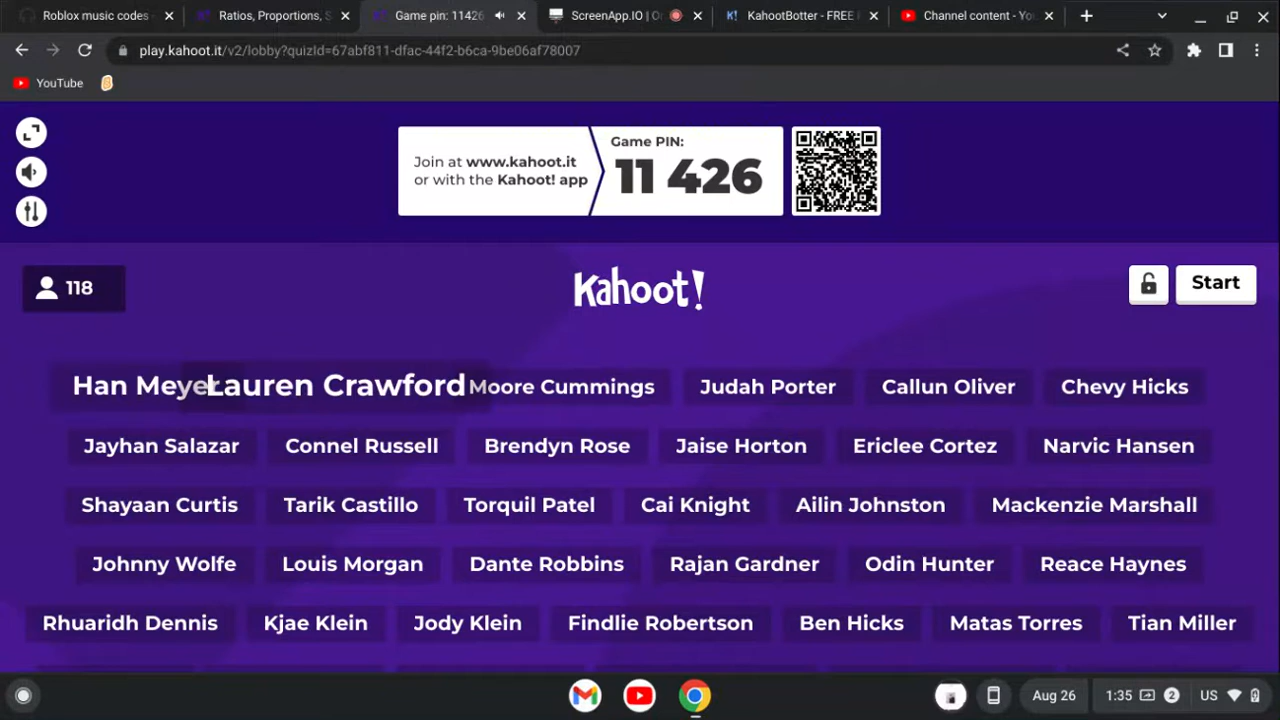 Roblox music codes
Ratios, Proportions, S
Game pin: 11426
ScreenApp.IO | O
KahootBotter - FREE
Channel content - Yo
play.kahoot.it/v2/lobby?quizId=67abf811-dfac-44f2-b6ca-9be06af78007
YouTube
Join at www.kahoot.it
or with the Kahoot! app
Game PIN:
11 426
118
Kahoot!
Start
Han Meyer Lauren Crawford Moore Cummings Judah Porter Callun Oliver Chevy Hicks
Jayhan Salazar Connel Russell Brendyn Rose Jaise Horton Ericlee Cortez Narvic Hansen
Shayaan Curtis Tarik Castillo Torquil Patel Cai Knight Ailin Johnston Mackenzie Marshall
Johnny Wolfe Louis Morgan Dante Robbins Rajan Gardner Odin Hunter Reace Haynes
Rhuaridh Dennis Kjae Klein Jody Klein Findlie Robertson Ben Hicks Matas Torres Tian Miller
Aug 26 1:35 2 US